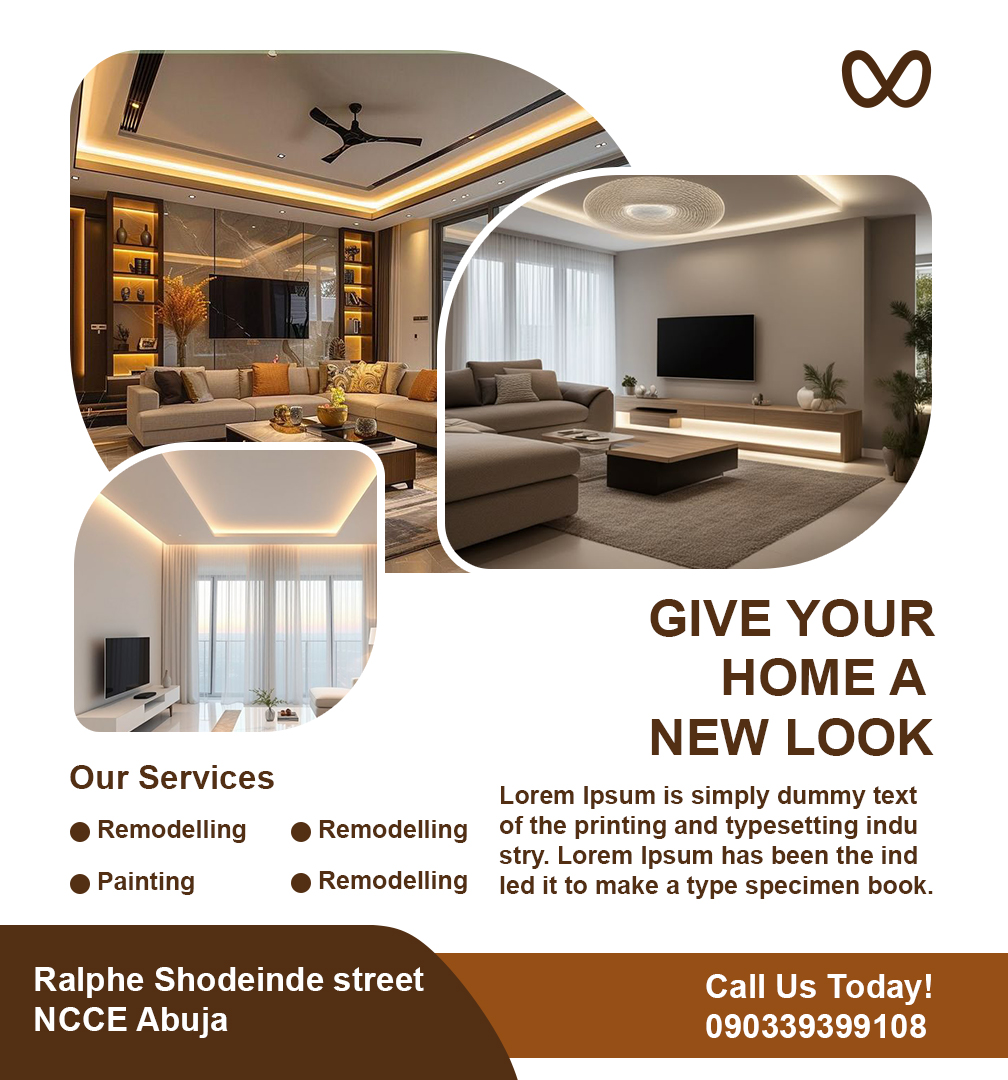 GIVE YOUR
HOME A
NEW LOOK
Our Services
Remodelling
Remodelling
Painting
Remodelling
Lorem Ipsum is simply dummy text
of the printing and typesetting indu
stry. Lorem Ipsum has been the ind
led it to make a type specimen book.
Ralphe Shodeinde street
NCCE Abuja
Call Us Today!
090339399108